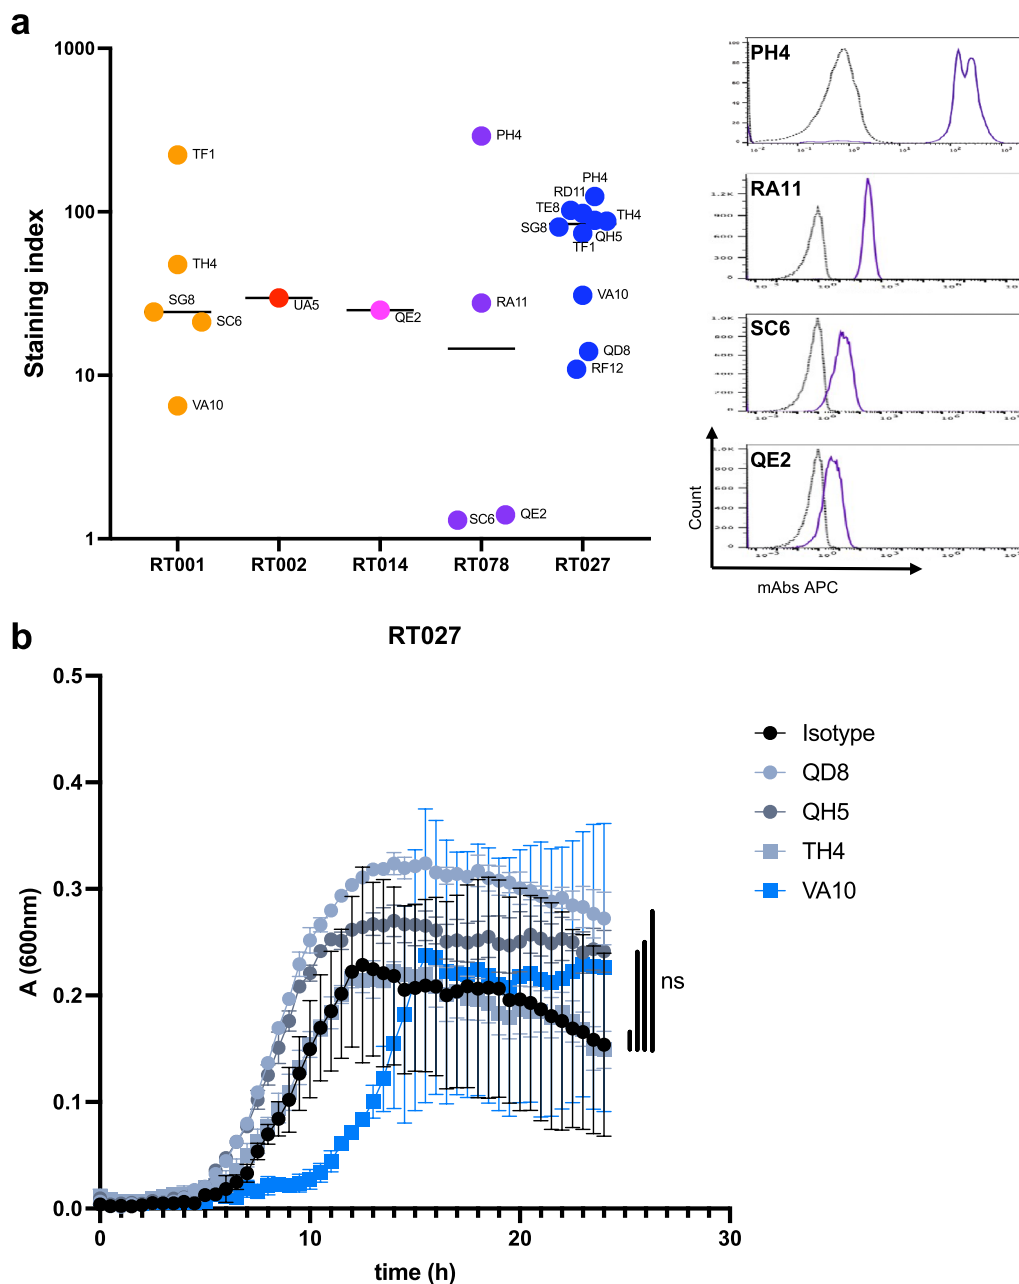 a
1000
100
10
1
Staining index
TF1
TH4
SG8
SC6
VA10
UA5
QE2
PH4
RA11
SC6
QE2
PH4
RD11
TE8
TH4
SG8
QH5
TF1
VA10
QD8
RF12
RT001
RT002
RT014
RT078
RT027
PH4
RA11
SC6
QE2
Count
mAbs APC
b
RT027
0.5
0.4
0.3
0.2
0.1
0.0
A (600nm)
0
10
20
30
time (h)
Isotype
QD8
QH5
TH4
VA10
ns